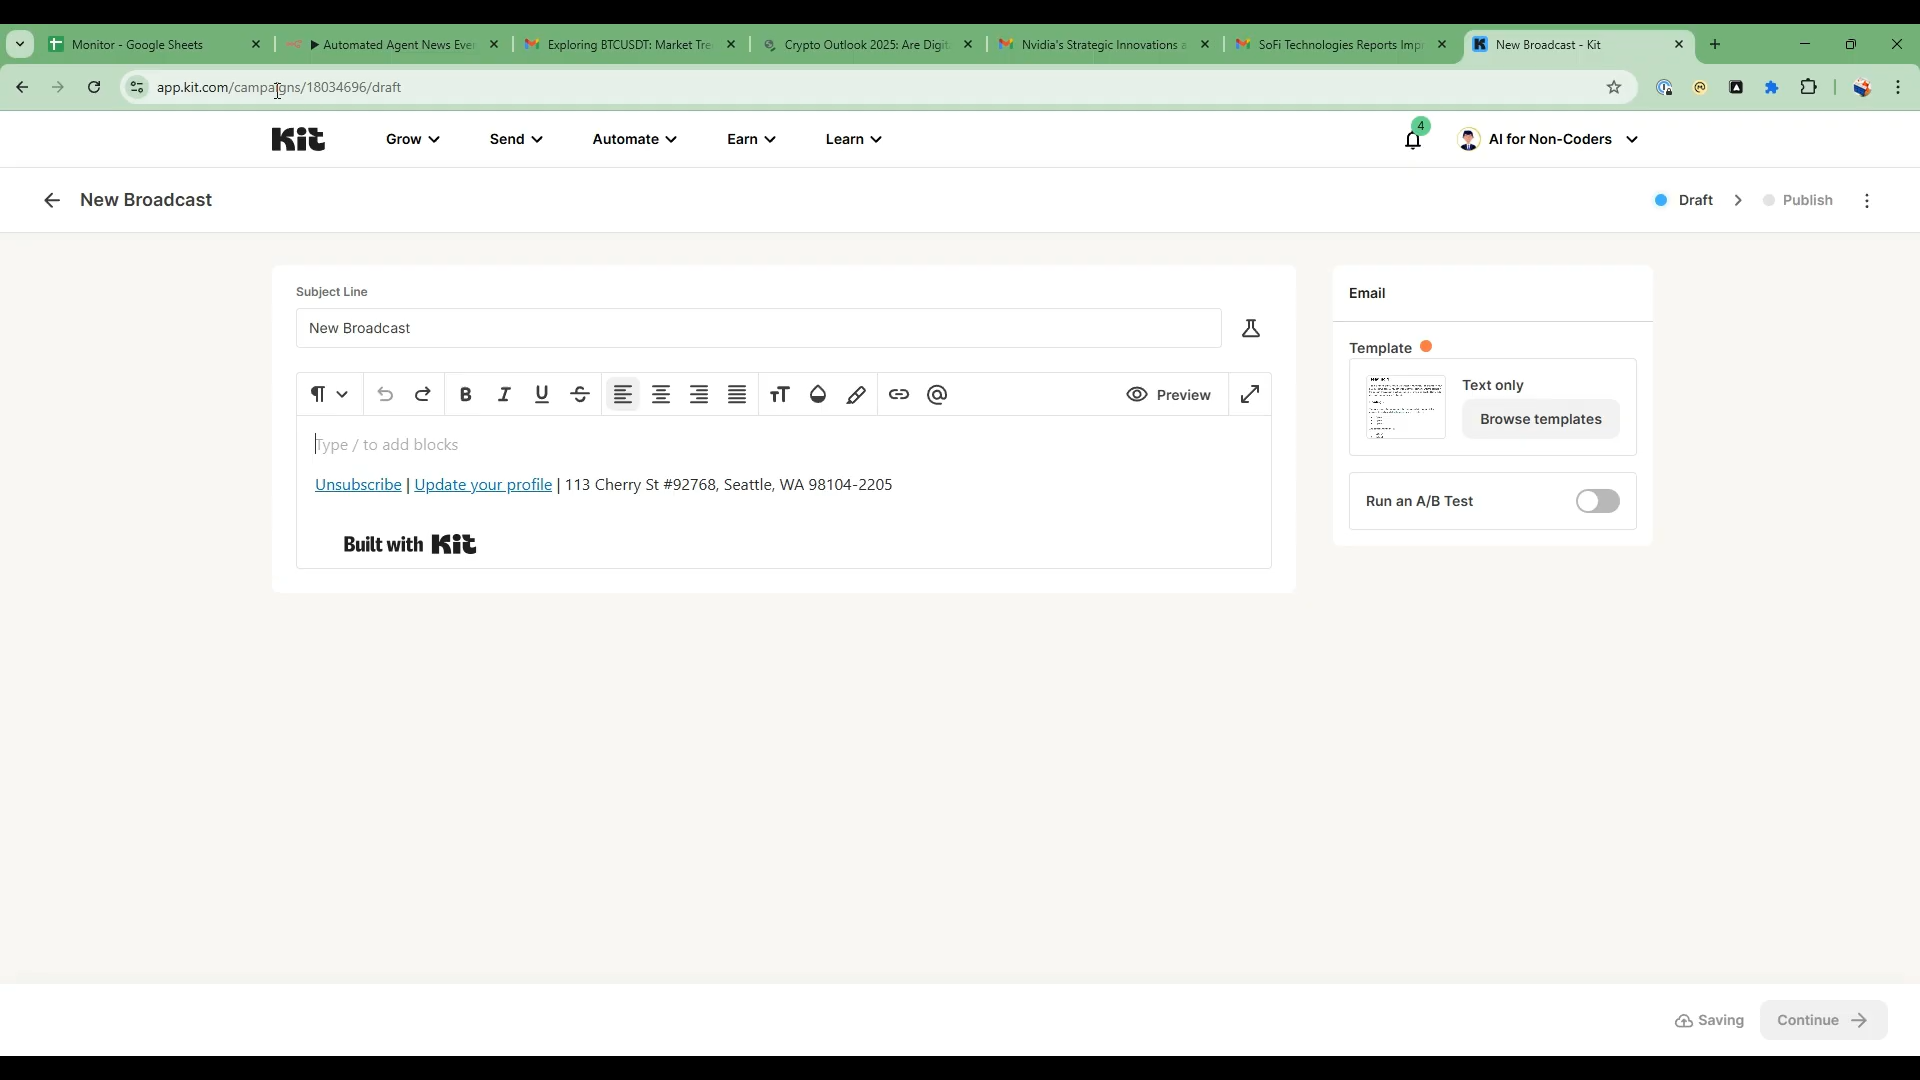 Monitor - Google Sheets
Automated Agent News Eve
Exploring BTCUSDT: Market Tre
Crypto Outlook 2025: Are Digit
Nvidia's Strategic Innovations a
SoFi Technologies Reports Imp
New Broadcast - Kit
app.kit.com/campaigns/18034696/draft
Kit
Grow
Send
Automate
Earn
Learn
4
AI for Non-Coders
New Broadcast
Draft
Publish
Subject Line
Email
New Broadcast
Template
Text only
Browse templates
Preview
Type / to add blocks
Unsubscribe | Update your profile | 113 Cherry St #92768, Seattle, WA 98104-2205
Run an A/B Test
Built with Kit
Saving
Continue